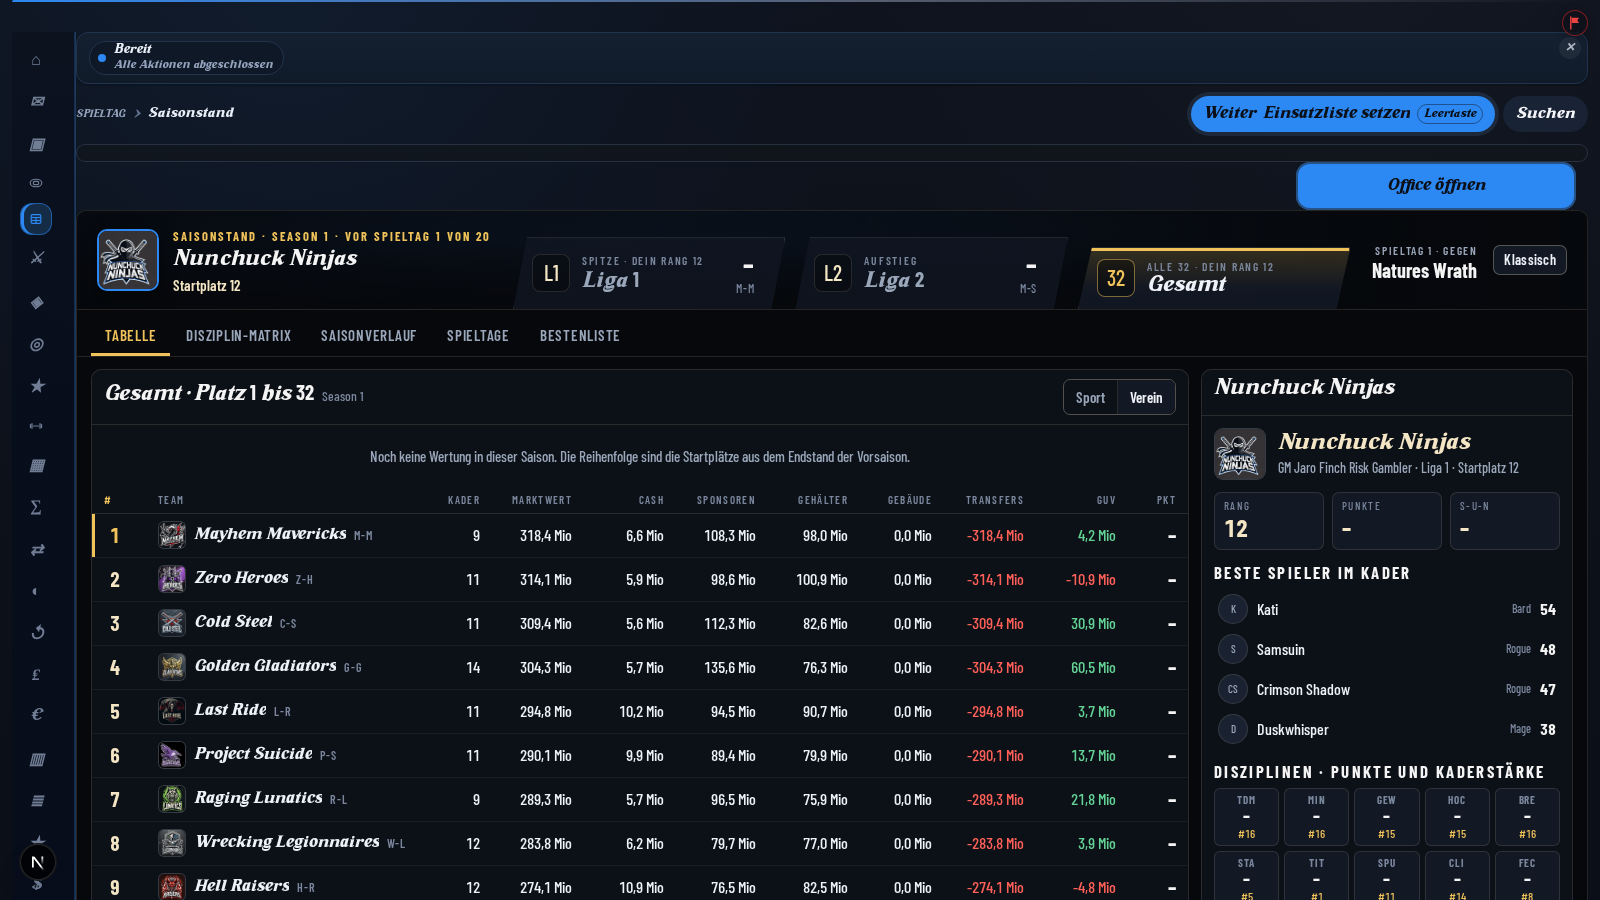 Bereit
Alle Aktionen abgeschlossen
SPIELTAG › Saisonstand
Weiter Einsatzliste setzen Leertaste
Suchen
Office öffnen
SAISONSTAND · SEASON 1 · VOR SPIELTAG 1 VON 20
Nunchuck Ninjas
Startplatz 12
L1 SPITZE · DEIN RANG 12
Liga 1
– M-M
L2 AUFSTIEG
Liga 2
– M-S
32 ALLE 32 · DEIN RANG 12
Gesamt
SPIELTAG 1 · GEGEN
Natures Wrath
Klassisch
TABELLE DISZIPLIN-MATRIX SAISONVERLAUF SPIELTAGE BESTENLISTE
Gesamt · Platz 1 bis 32 Season 1
Sport Verein
Noch keine Wertung in dieser Saison. Die Reihenfolge sind die Startplätze aus dem Endstand der Vorsaison.
# TEAM KADER MARKTWERT CASH SPONSOREN GEHÄLTER GEBÄUDE TRANSFERS GUV PKT
1 Mayhem Mavericks M-M 9 318,4 Mio 6,6 Mio 108,3 Mio 98,0 Mio 0,0 Mio -318,4 Mio 4,2 Mio –
2 Zero Heroes Z-H 11 314,1 Mio 5,9 Mio 98,6 Mio 100,9 Mio 0,0 Mio -314,1 Mio -10,9 Mio –
3 Cold Steel C-S 11 309,4 Mio 5,6 Mio 112,3 Mio 82,6 Mio 0,0 Mio -309,4 Mio 30,9 Mio –
4 Golden Gladiators G-G 14 304,3 Mio 5,7 Mio 135,6 Mio 76,3 Mio 0,0 Mio -304,3 Mio 60,5 Mio –
5 Last Ride L-R 11 294,8 Mio 10,2 Mio 94,5 Mio 90,7 Mio 0,0 Mio -294,8 Mio 3,7 Mio –
6 Project Suicide P-S 11 290,1 Mio 9,9 Mio 89,4 Mio 79,9 Mio 0,0 Mio -290,1 Mio 13,7 Mio –
7 Raging Lunatics R-L 9 289,3 Mio 5,7 Mio 96,5 Mio 75,9 Mio 0,0 Mio -289,3 Mio 21,8 Mio –
8 Wrecking Legionnaires W-L 12 283,8 Mio 6,2 Mio 79,7 Mio 77,0 Mio 0,0 Mio -283,8 Mio 3,9 Mio –
9 Hell Raisers H-R 12 274,1 Mio 10,9 Mio 76,5 Mio 82,5 Mio 0,0 Mio -274,1 Mio -4,8 Mio –
Nunchuck Ninjas
Nunchuck Ninjas
GM Jaro Finch Risk Gambler · Liga 1 · Startplatz 12
RANG PUNKTE S-U-N
12 – –
BESTE SPIELER IM KADER
K Kati Bard 54
S Samsuin Rogue 48
CS Crimson Shadow Rogue 47
D Duskwhisper Mage 38
DISZIPLINEN · PUNKTE UND KADERSTÄRKE
TDM MIN GEW HOC BRE
– – – – –
#16 #16 #15 #15 #16
STA TIT SPU CLI FEC
– – – – –
#5 #1 #11 #14 #8